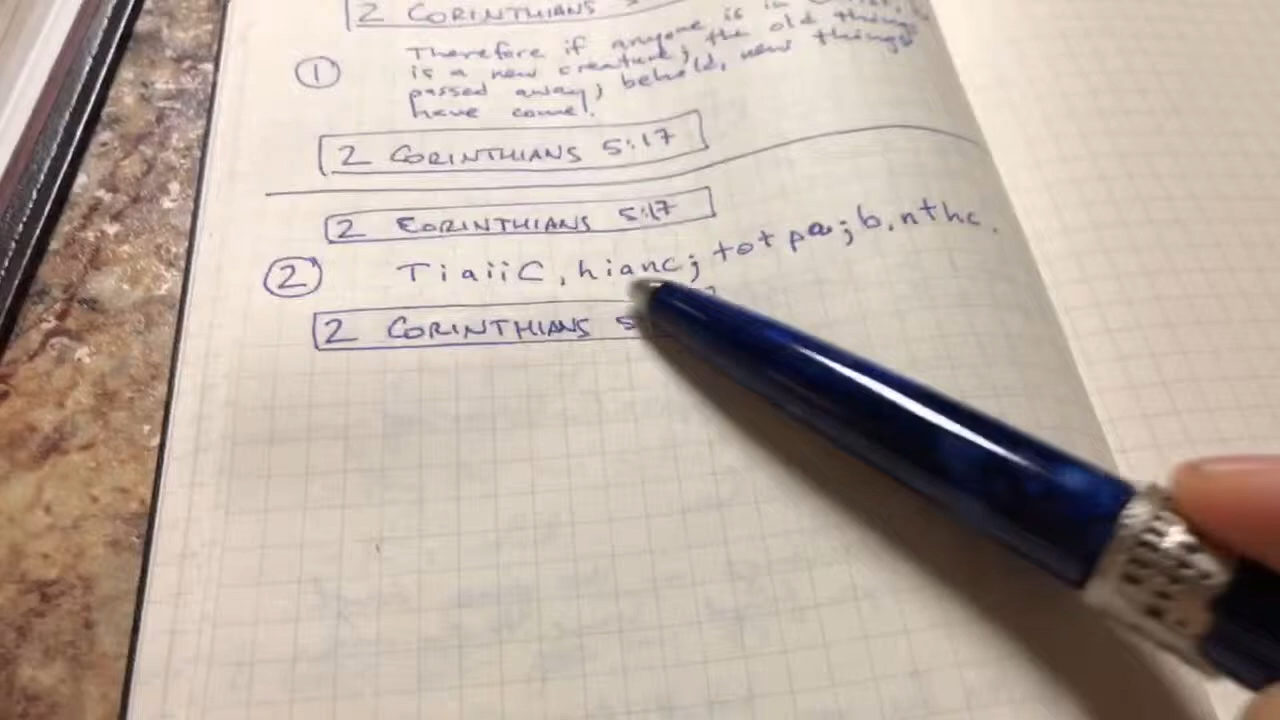 2 CORINTHIANS
① Therefore if anyone is in
is a new creature; the old things
passed away; behold, new things
have come.
2 CORINTHIANS 5:17
2 CORINTHIANS 5:17
② TiaiiC, hianc; tot pa; b, nthc.
2 CORINTHIANS 5